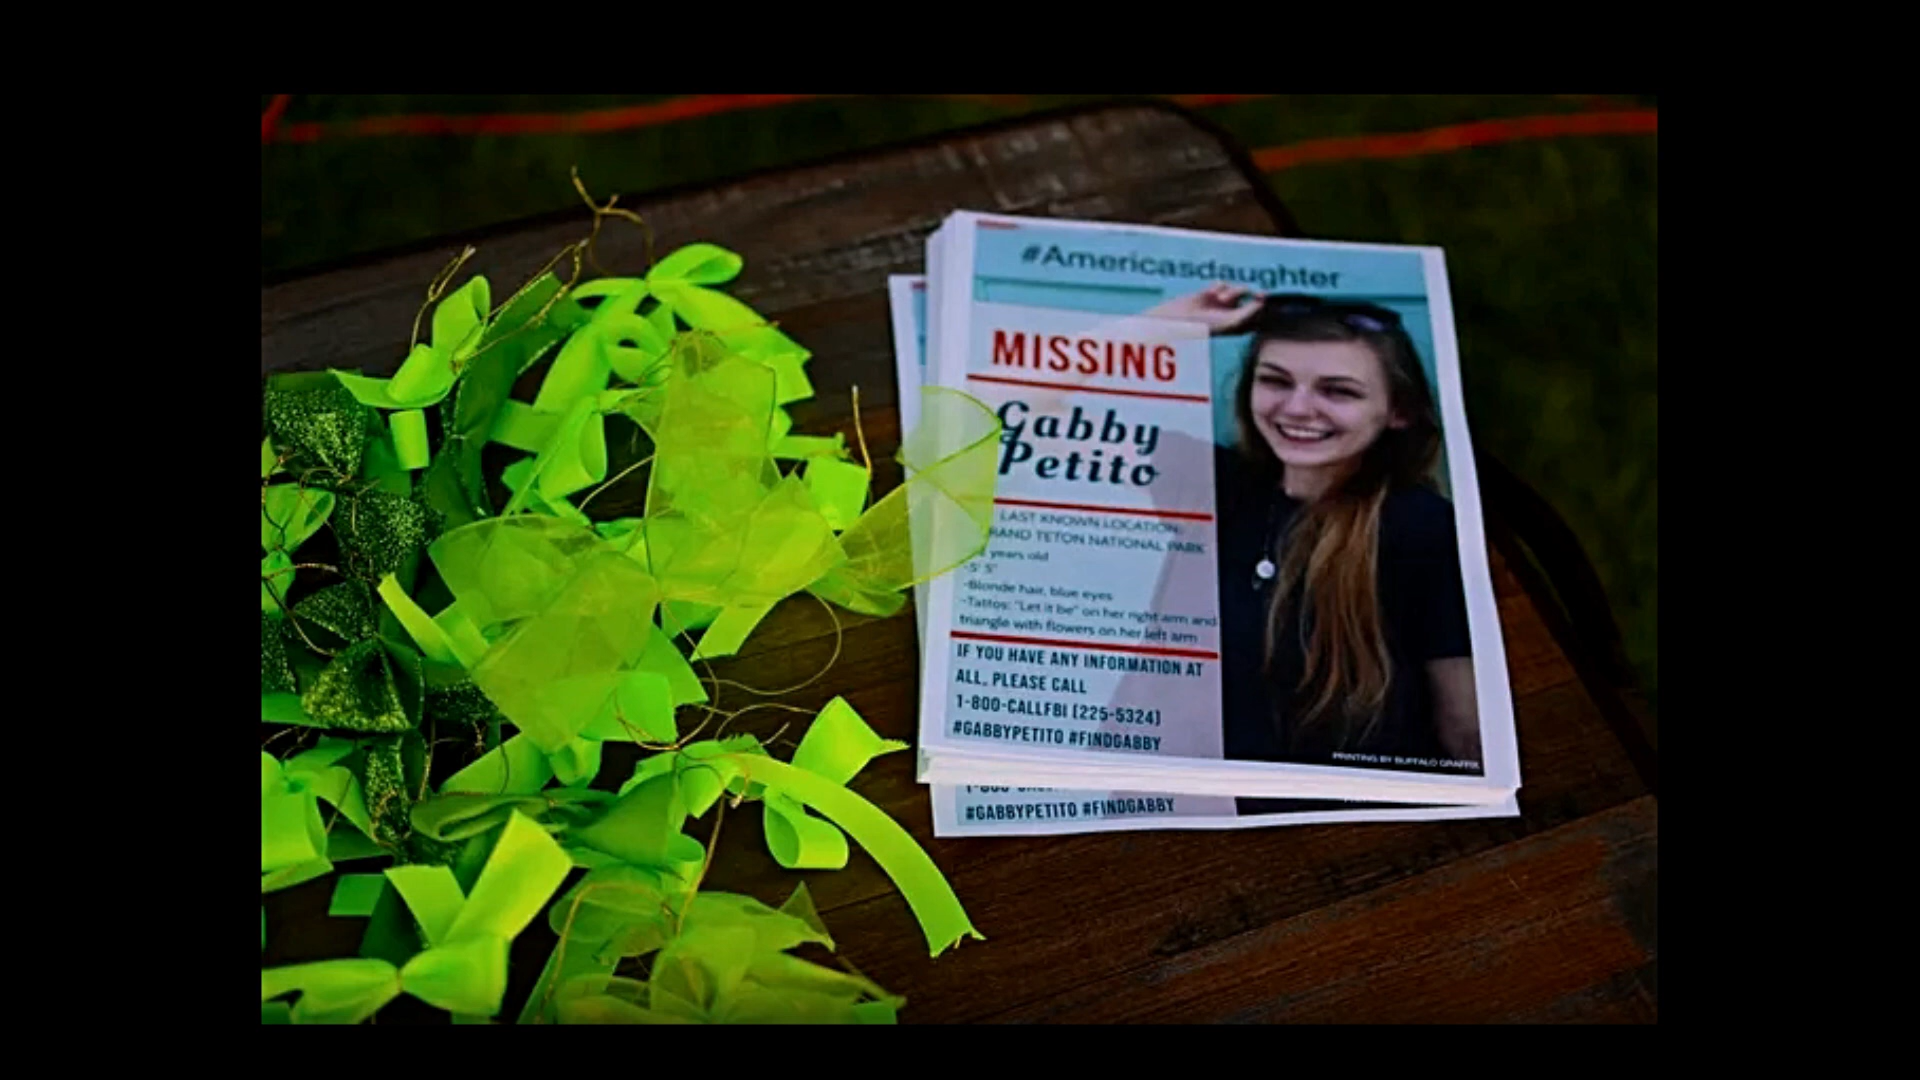 #Americasdaughter
MISSING
Gabby
Petito
LAST KNOWN LOCATION:
RAND TETON NATIONAL PARK
years old
-5' 5"
-Blonde hair, blue eyes
-Tattos: "Let it be" on her right arm and
triangle with flowers on her left arm
IF YOU HAVE ANY INFORMATION AT
ALL, PLEASE CALL
1-800-CALLFBI (225-5324)
#GABBYPETITO #FINDGABBY
PRINTING BY BUFFALO GRAFFIX
#GABBYPETITO #FINDGABBY